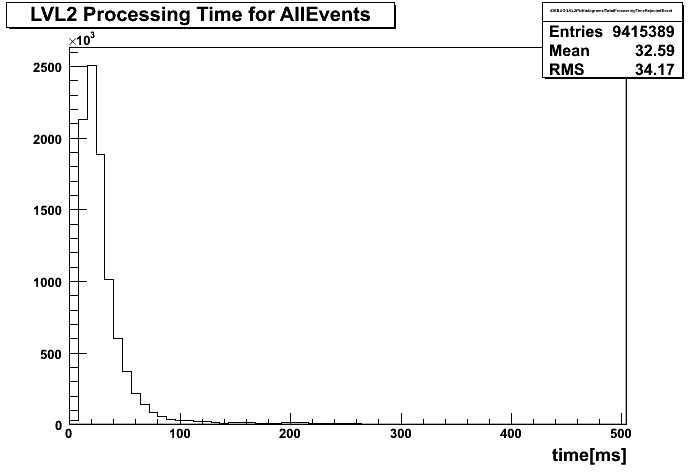 LVL2 Processing Time for AllEvents
Entries 9415389
Mean 32.59
RMS 34.17
×10³
2500
2000
1500
1000
500
0
0 100 200 300 400 500
time[ms]